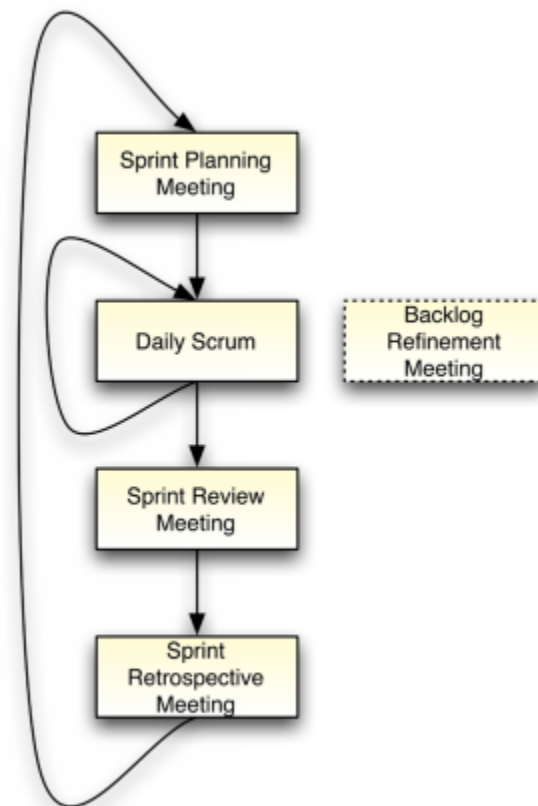 Sprint Planning
Meeting
Daily Scrum
Backlog
Refinement
Meeting
Sprint Review
Meeting
Sprint
Retrospective
Meeting